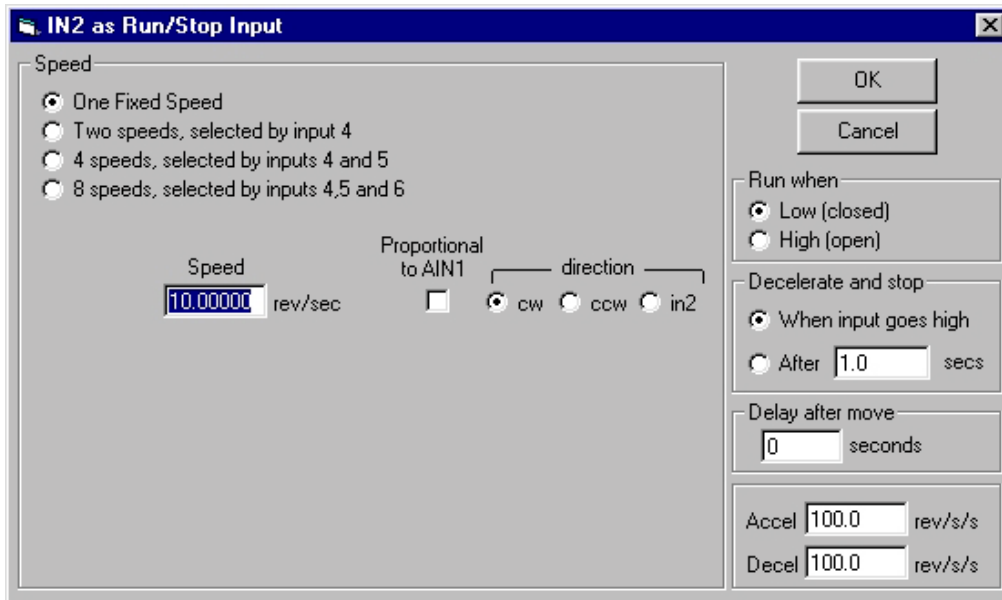 IN2 as Run/Stop Input
Speed
One Fixed Speed
Two speeds, selected by input 4
4 speeds, selected by inputs 4 and 5
8 speeds, selected by inputs 4,5 and 6
Speed
10.00000 rev/sec
Proportional
to AIN1
direction
cw ccw in2
OK
Cancel
Run when
Low (closed)
High (open)
Decelerate and stop
When input goes high
After 1.0 secs
Delay after move
0 seconds
Accel 100.0 rev/s/s
Decel 100.0 rev/s/s